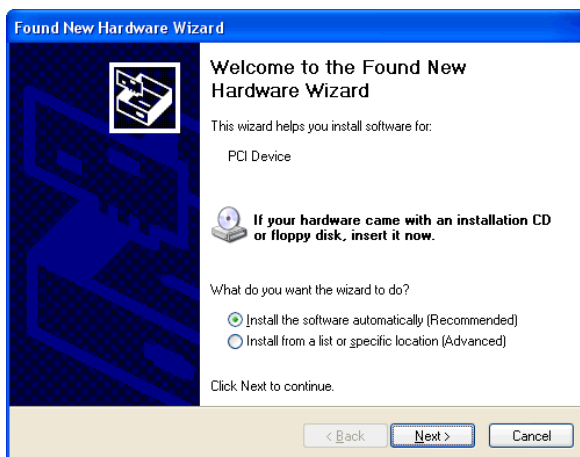 Found New Hardware Wizard
Welcome to the Found New
Hardware Wizard
This wizard helps you install software for:
PCI Device
If your hardware came with an installation CD
or floppy disk, insert it now.
What do you want the wizard to do?
Install the software automatically (Recommended)
Install from a list or specific location (Advanced)
Click Next to continue.
< Back
Next >
Cancel